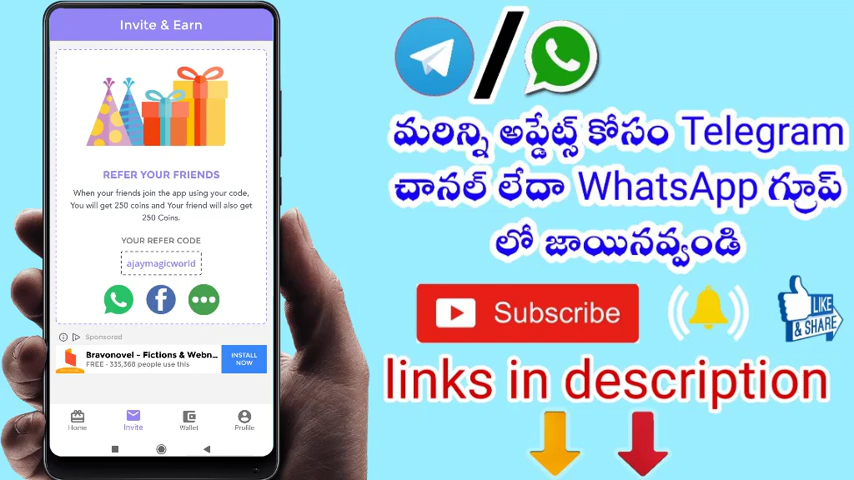 Invite & Earn
REFER YOUR FRIENDS
When your friends join the app using your code,
You will get 250 coins and Your friend will also get
250 Coins.
YOUR REFER CODE
ajaymagicworld
Sponsored
Bravonovel - Fictions & Webn...
FREE - 335,368 people use this
INSTALL
NOW
Home
Invite
Wallet
Profile
మరిన్ని అప్డేట్స్ కోసం Telegram
చానల్ లేదా WhatsApp గ్రూప్
లో జాయినవ్వండి
Subscribe
LIKE
& SHARE
links in description